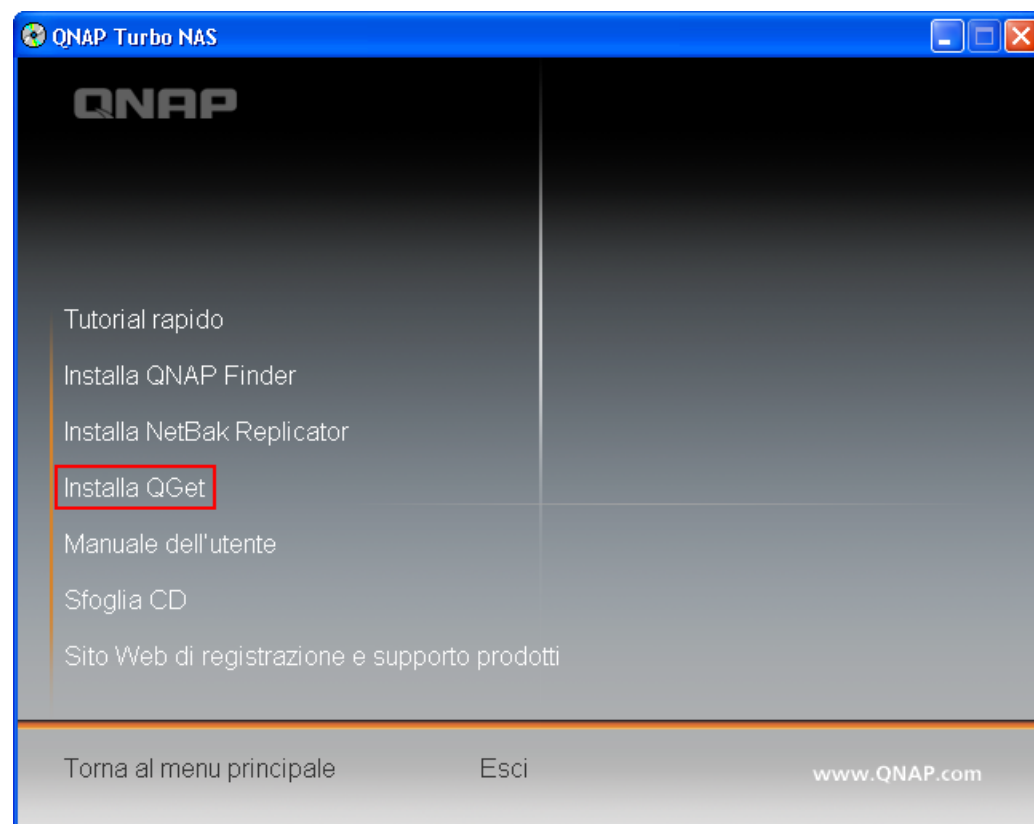 QNAP Turbo NAS
QNAP
Tutorial rapido
Installa QNAP Finder
Installa NetBak Replicator
Installa QGet
Manuale dell'utente
Sfoglia CD
Sito Web di registrazione e supporto prodotti
Torna al menu principale
Esci
www.QNAP.com